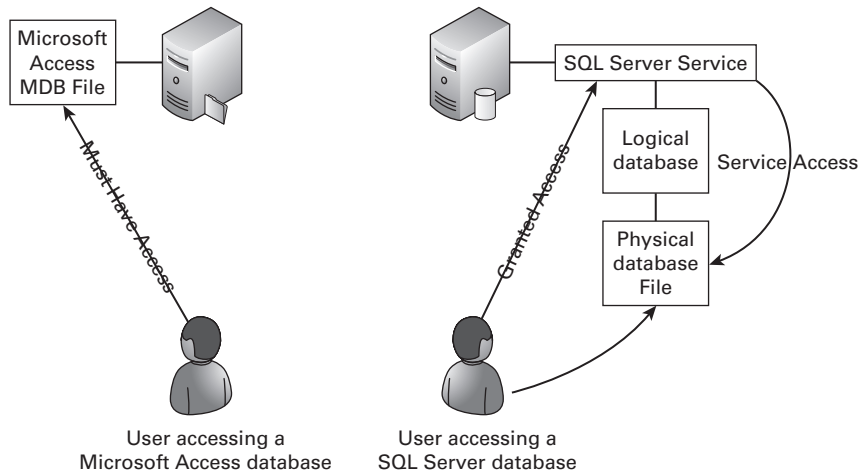 Microsoft
Access
MDB File
Must Have Access
User accessing a
Microsoft Access database
SQL Server Service
Logical
database
Service Access
Physical
database
File
Granted Access
User accessing a
SQL Server database